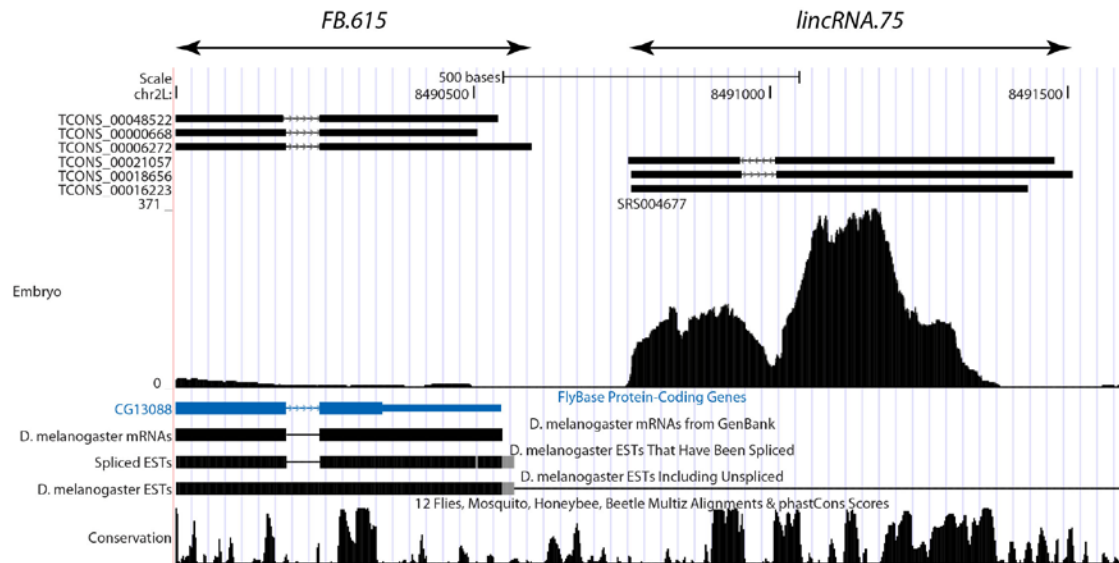 FB.615 lincRNA.75
Scale 500 bases
chr2L: 8490500 8491000 8491500
TCONS_00048522
TCONS_00000668
TCONS_00006272
TCONS_00021057
TCONS_00018656
TCONS_00016223
371 _ SRS004677
Embryo
0
FlyBase Protein-Coding Genes
CG13088
D. melanogaster mRNAs from GenBank
D. melanogaster mRNAs
D. melanogaster ESTs That Have Been Spliced
Spliced ESTs
D. melanogaster ESTs Including Unspliced
D. melanogaster ESTs
12 Flies, Mosquito, Honeybee, Beetle Multiz Alignments & phastCons Scores
Conservation